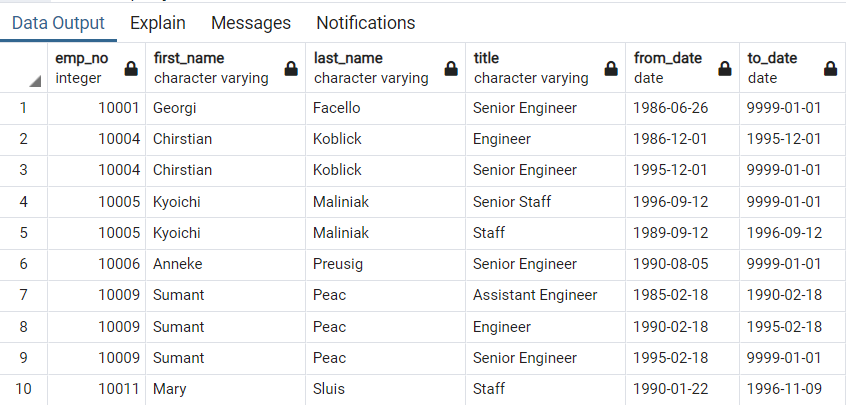 Data Output Explain Messages Notifications
emp_no first_name last_name title from_date to_date
integer character varying character varying character varying date date
1 10001 Georgi Facello Senior Engineer 1986-06-26 9999-01-01
2 10004 Chirstian Koblick Engineer 1986-12-01 1995-12-01
3 10004 Chirstian Koblick Senior Engineer 1995-12-01 9999-01-01
4 10005 Kyoichi Maliniak Senior Staff 1996-09-12 9999-01-01
5 10005 Kyoichi Maliniak Staff 1989-09-12 1996-09-12
6 10006 Anneke Preusig Senior Engineer 1990-08-05 9999-01-01
7 10009 Sumant Peac Assistant Engineer 1985-02-18 1990-02-18
8 10009 Sumant Peac Engineer 1990-02-18 1995-02-18
9 10009 Sumant Peac Senior Engineer 1995-02-18 9999-01-01
10 10011 Mary Sluis Staff 1990-01-22 1996-11-09